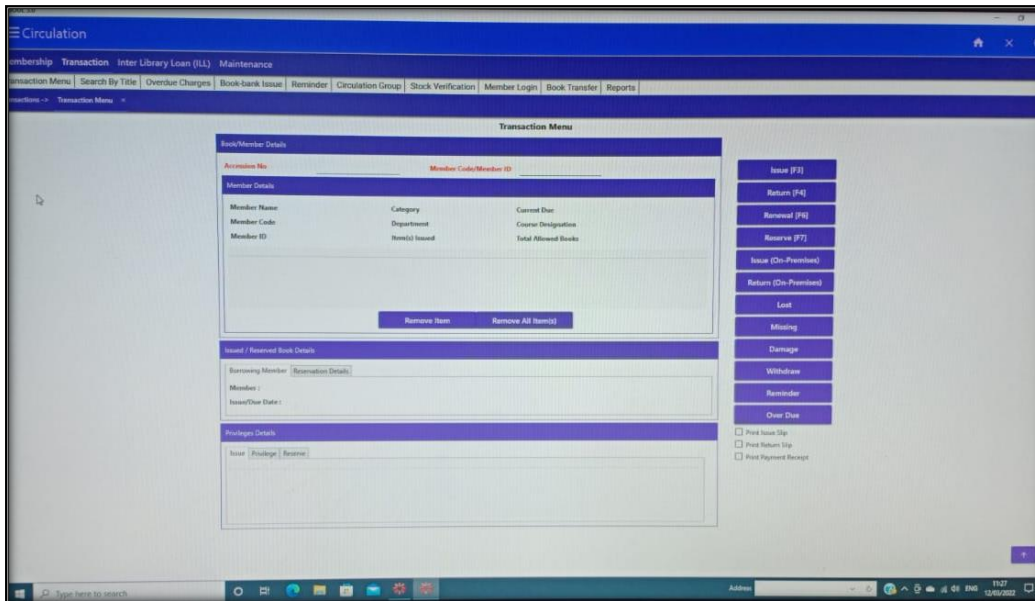 Circulation
embership Transaction Inter Library Loan (ILL) Maintenance
ansaction Menu Search By Title Overdue Charges Book-bank Issue Reminder Circulation Group Stock Verification Member Login Book Transfer Reports
nsactions -> Transaction Menu
Transaction Menu
Book/Member Details
Accession No Member Code/Member ID
Member Details
Member Name Category Current Due
Member Code Department Course Designation
Member ID Item(s) Issued Total Allowed Books
Remove Item Remove All Item(s)
Issued / Reserved Book Details
Borrowing Member Reservation Details
Member :
Issue/Due Date :
Privileges Details
Issue Privilege Reserve
Issue [F3]
Return [F4]
Renewal [F6]
Reserve [F7]
Issue (On-Premises)
Return (On-Premises)
Lost
Missing
Damage
Withdraw
Reminder
Over Due
Print Issue Slip
Print Return Slip
Print Payment Receipt
Type here to search
Address
ENG
11:27
12/03/2022